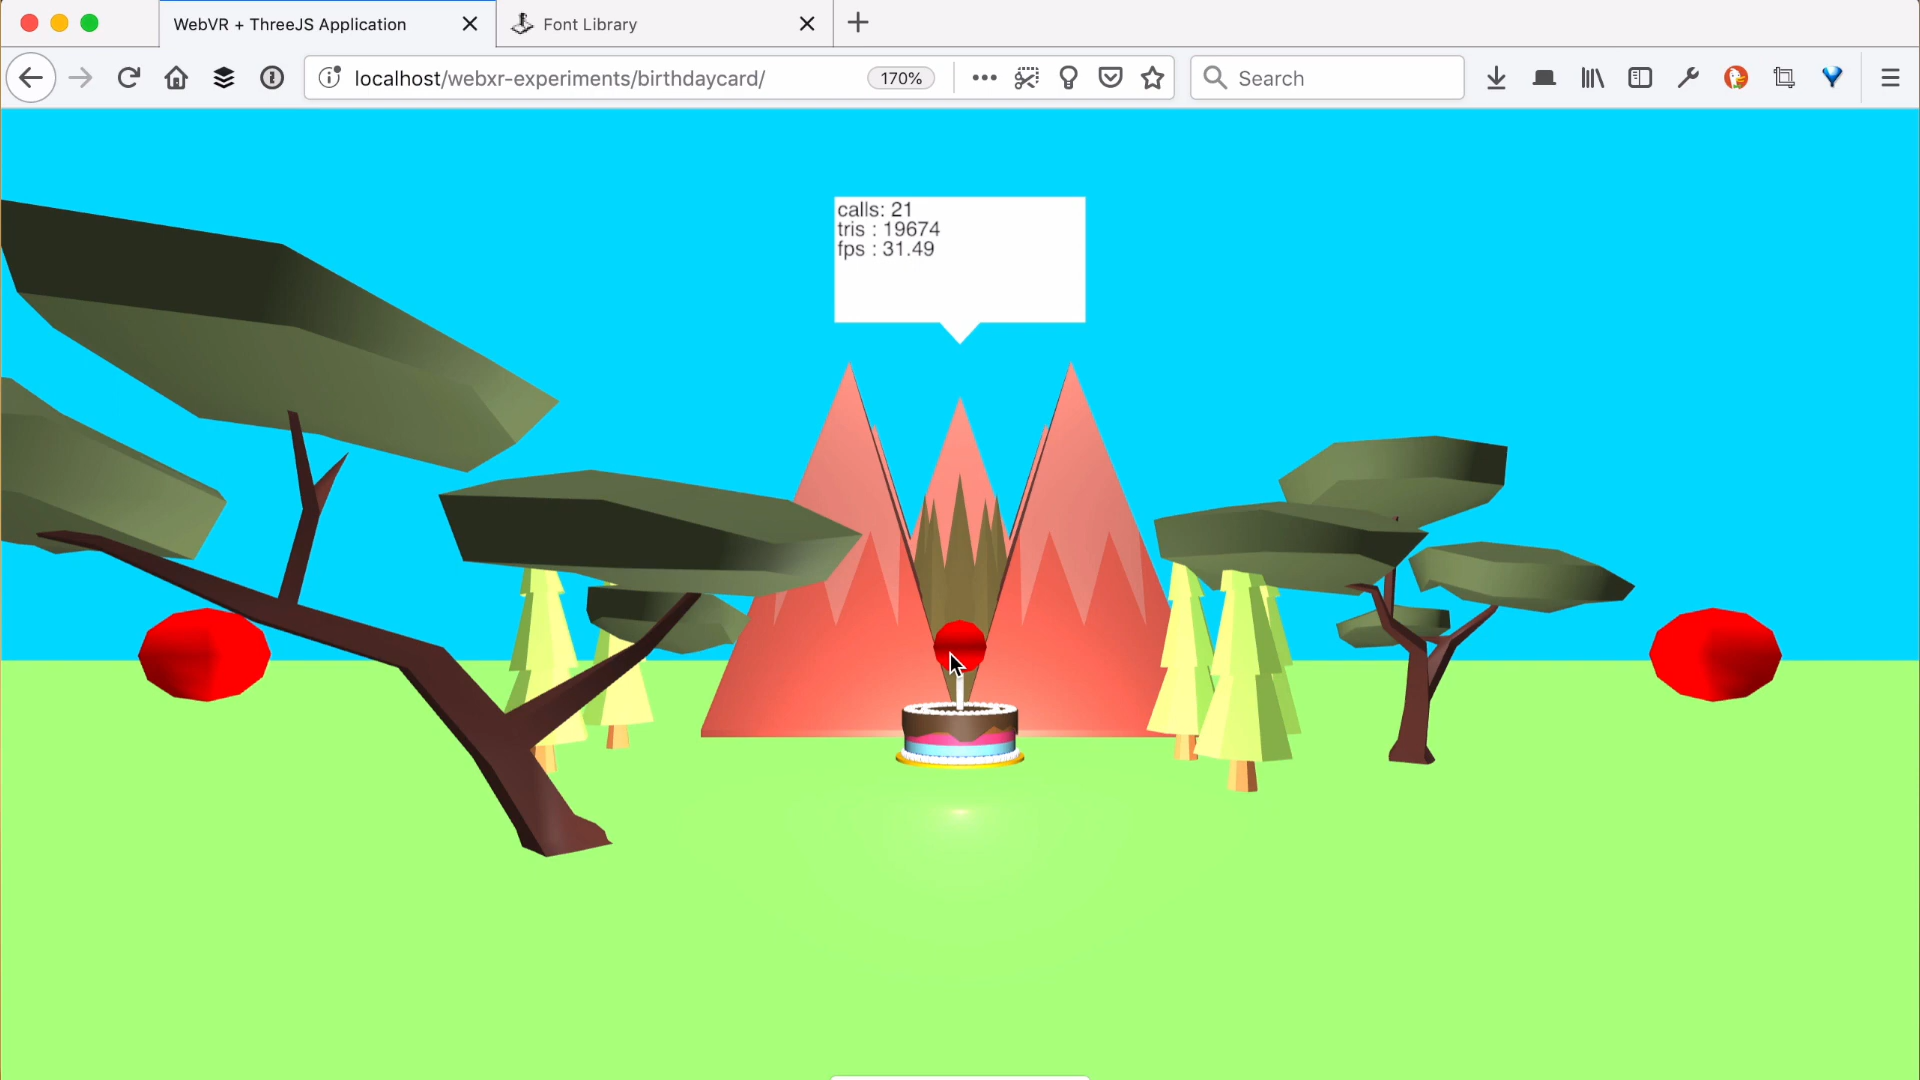 WebVR + ThreeJS Application
Font Library
localhost/webxr-experiments/birthdaycard/
170%
Search
calls: 21
tris : 19674
fps : 31.49